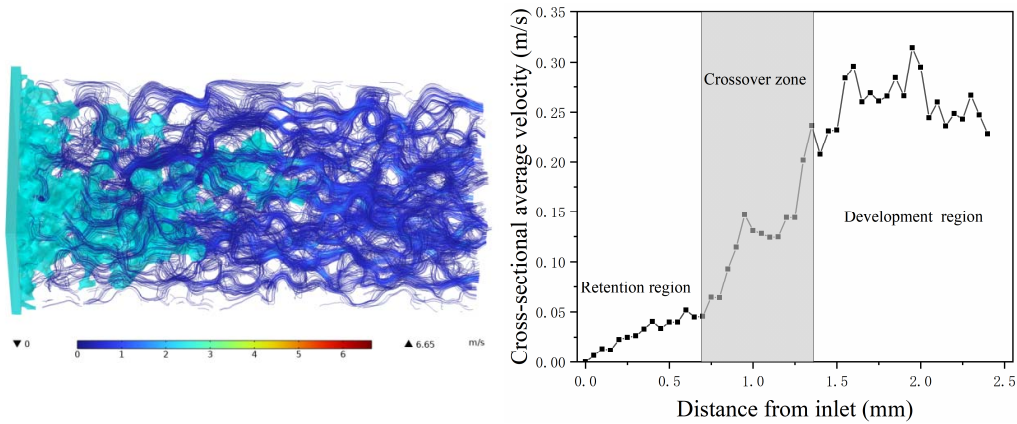 ▼ 0
0 1 2 3 4 5 6
▲ 6.65
m/s
Cross-sectional average velocity (m/s)
0.35
0.30
0.25
0.20
0.15
0.10
0.05
0.00
Crossover zone
Development region
Retention region
0.0 0.5 1.0 1.5 2.0 2.5
Distance from inlet (mm)